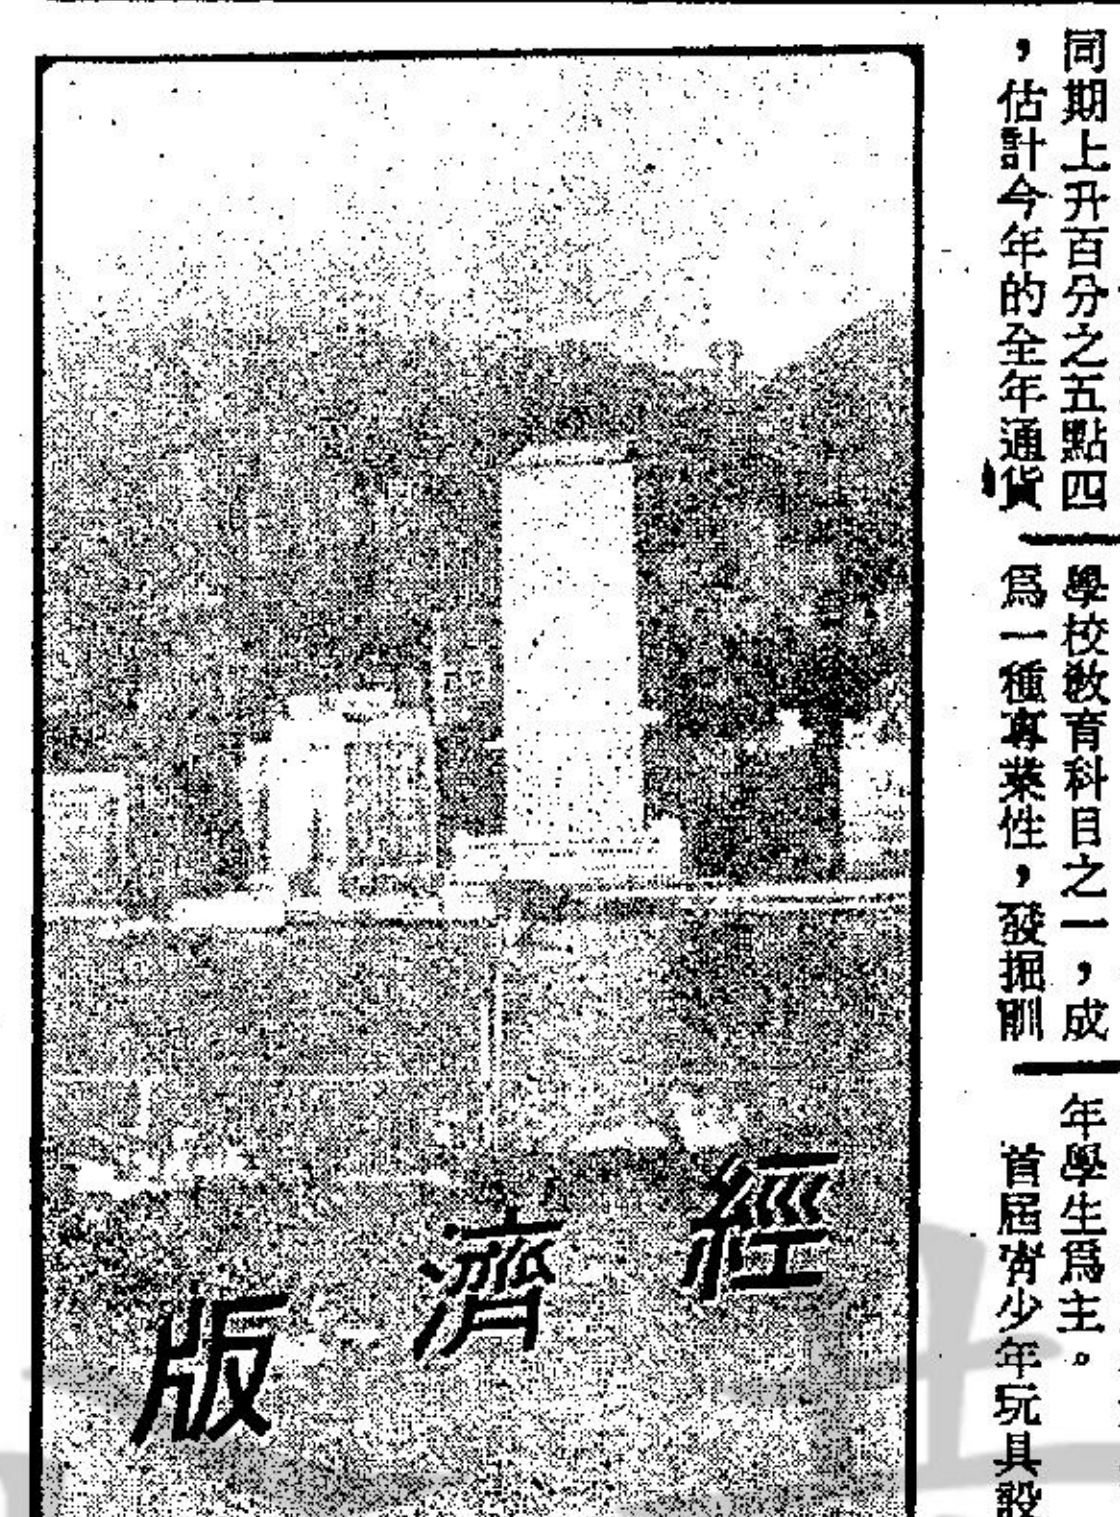 同期上升百分之五點四
，估計今年的全年通貨
學校教育科目之一，成
爲一種專業性，發掘訓
年學生爲主。
首屆靑少年玩具設
經濟版